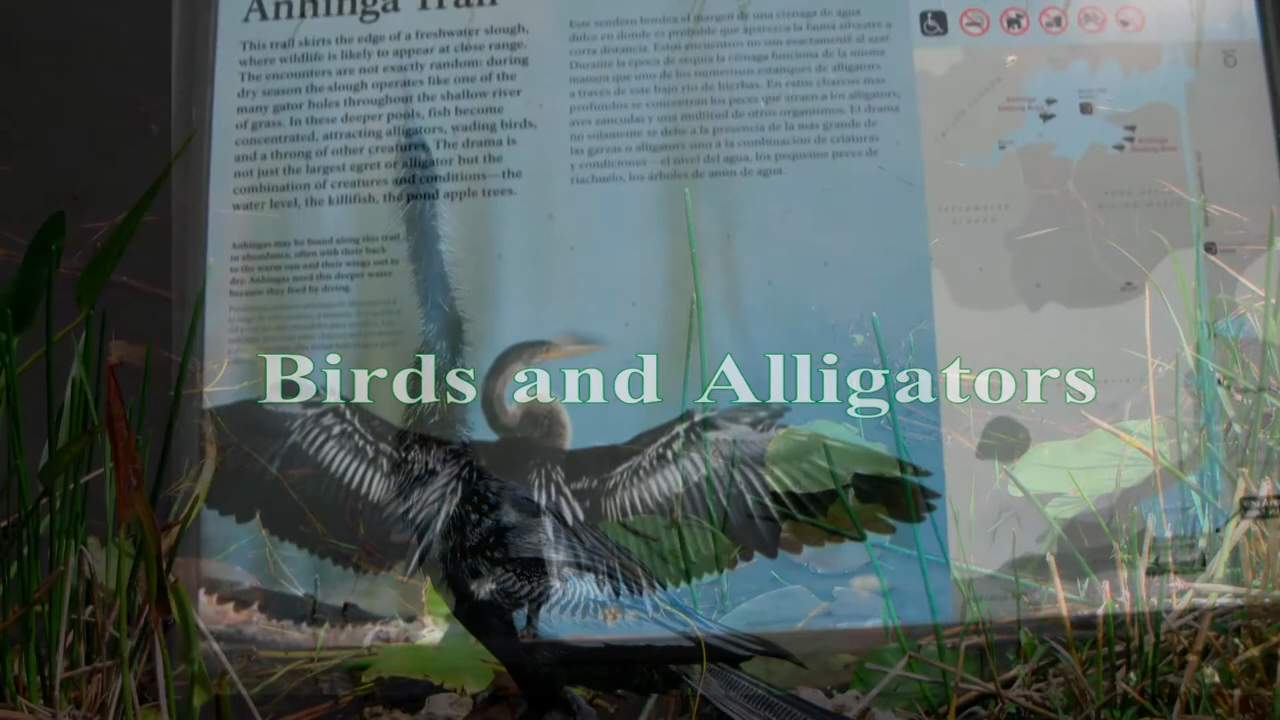 Anhinga Trail
This trail skirts the edge of a freshwater slough,
where wildlife is likely to appear at close range.
The encounters are not exactly random: during
dry season the slough operates like one of the
many gator holes throughout the shallow river
of grass. In these deeper pools, fish become
concentrated, attracting alligators, wading birds,
and a throng of other creatures. The drama is
not just the largest egret or alligator but the
combination of creatures and conditions—the
water level, the killifish, the pond apple trees.
Anhingas may be found along this trail
in abundance, often with their back
to the warm sun and their wings out to
dry. Anhingas need this deeper water
because they feed by diving.
Este sendero bordea el margen de una ciénaga de agua
dulce en donde es probable que aparezca la fauna silvestre a
corta distancia. Estos encuentros no son exactamente al azar
Durante la época de sequía la ciénaga funciona de la misma
manera que uno de los numerosos estanques de alligators
a traves de este bajo río de hierbas. En estos charcos mas
profundos se concentran los peces que atraen a los alligators,
aves zancudas y una multitud de otros organismos. El drama
no solamente se debe a la presencia de la más grande de
las garzas o alligators sino a la combinación de criaturas
y condiciones—el nivel del agua, los pequeños peces de
riachuelo, los árboles de anón de agua.
Birds and Alligators